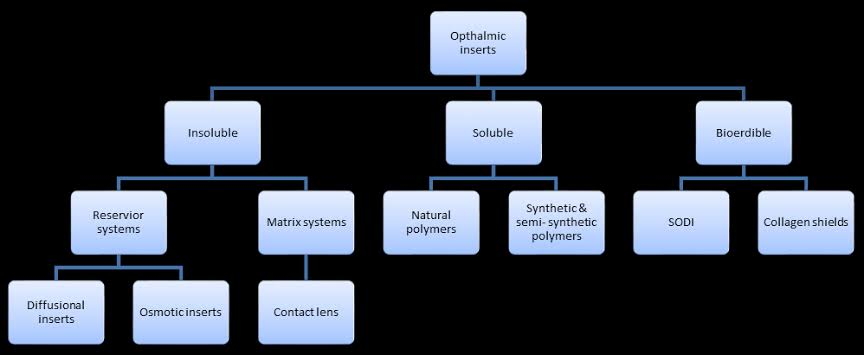 Opthalmic
inserts
Insoluble
Soluble
Bioerdible
Reservior
systems
Matrix systems
Natural
polymers
Synthetic &
semi- synthetic
polymers
SODI
Collagen shields
Diffusional
inserts
Osmotic inserts
Contact lens